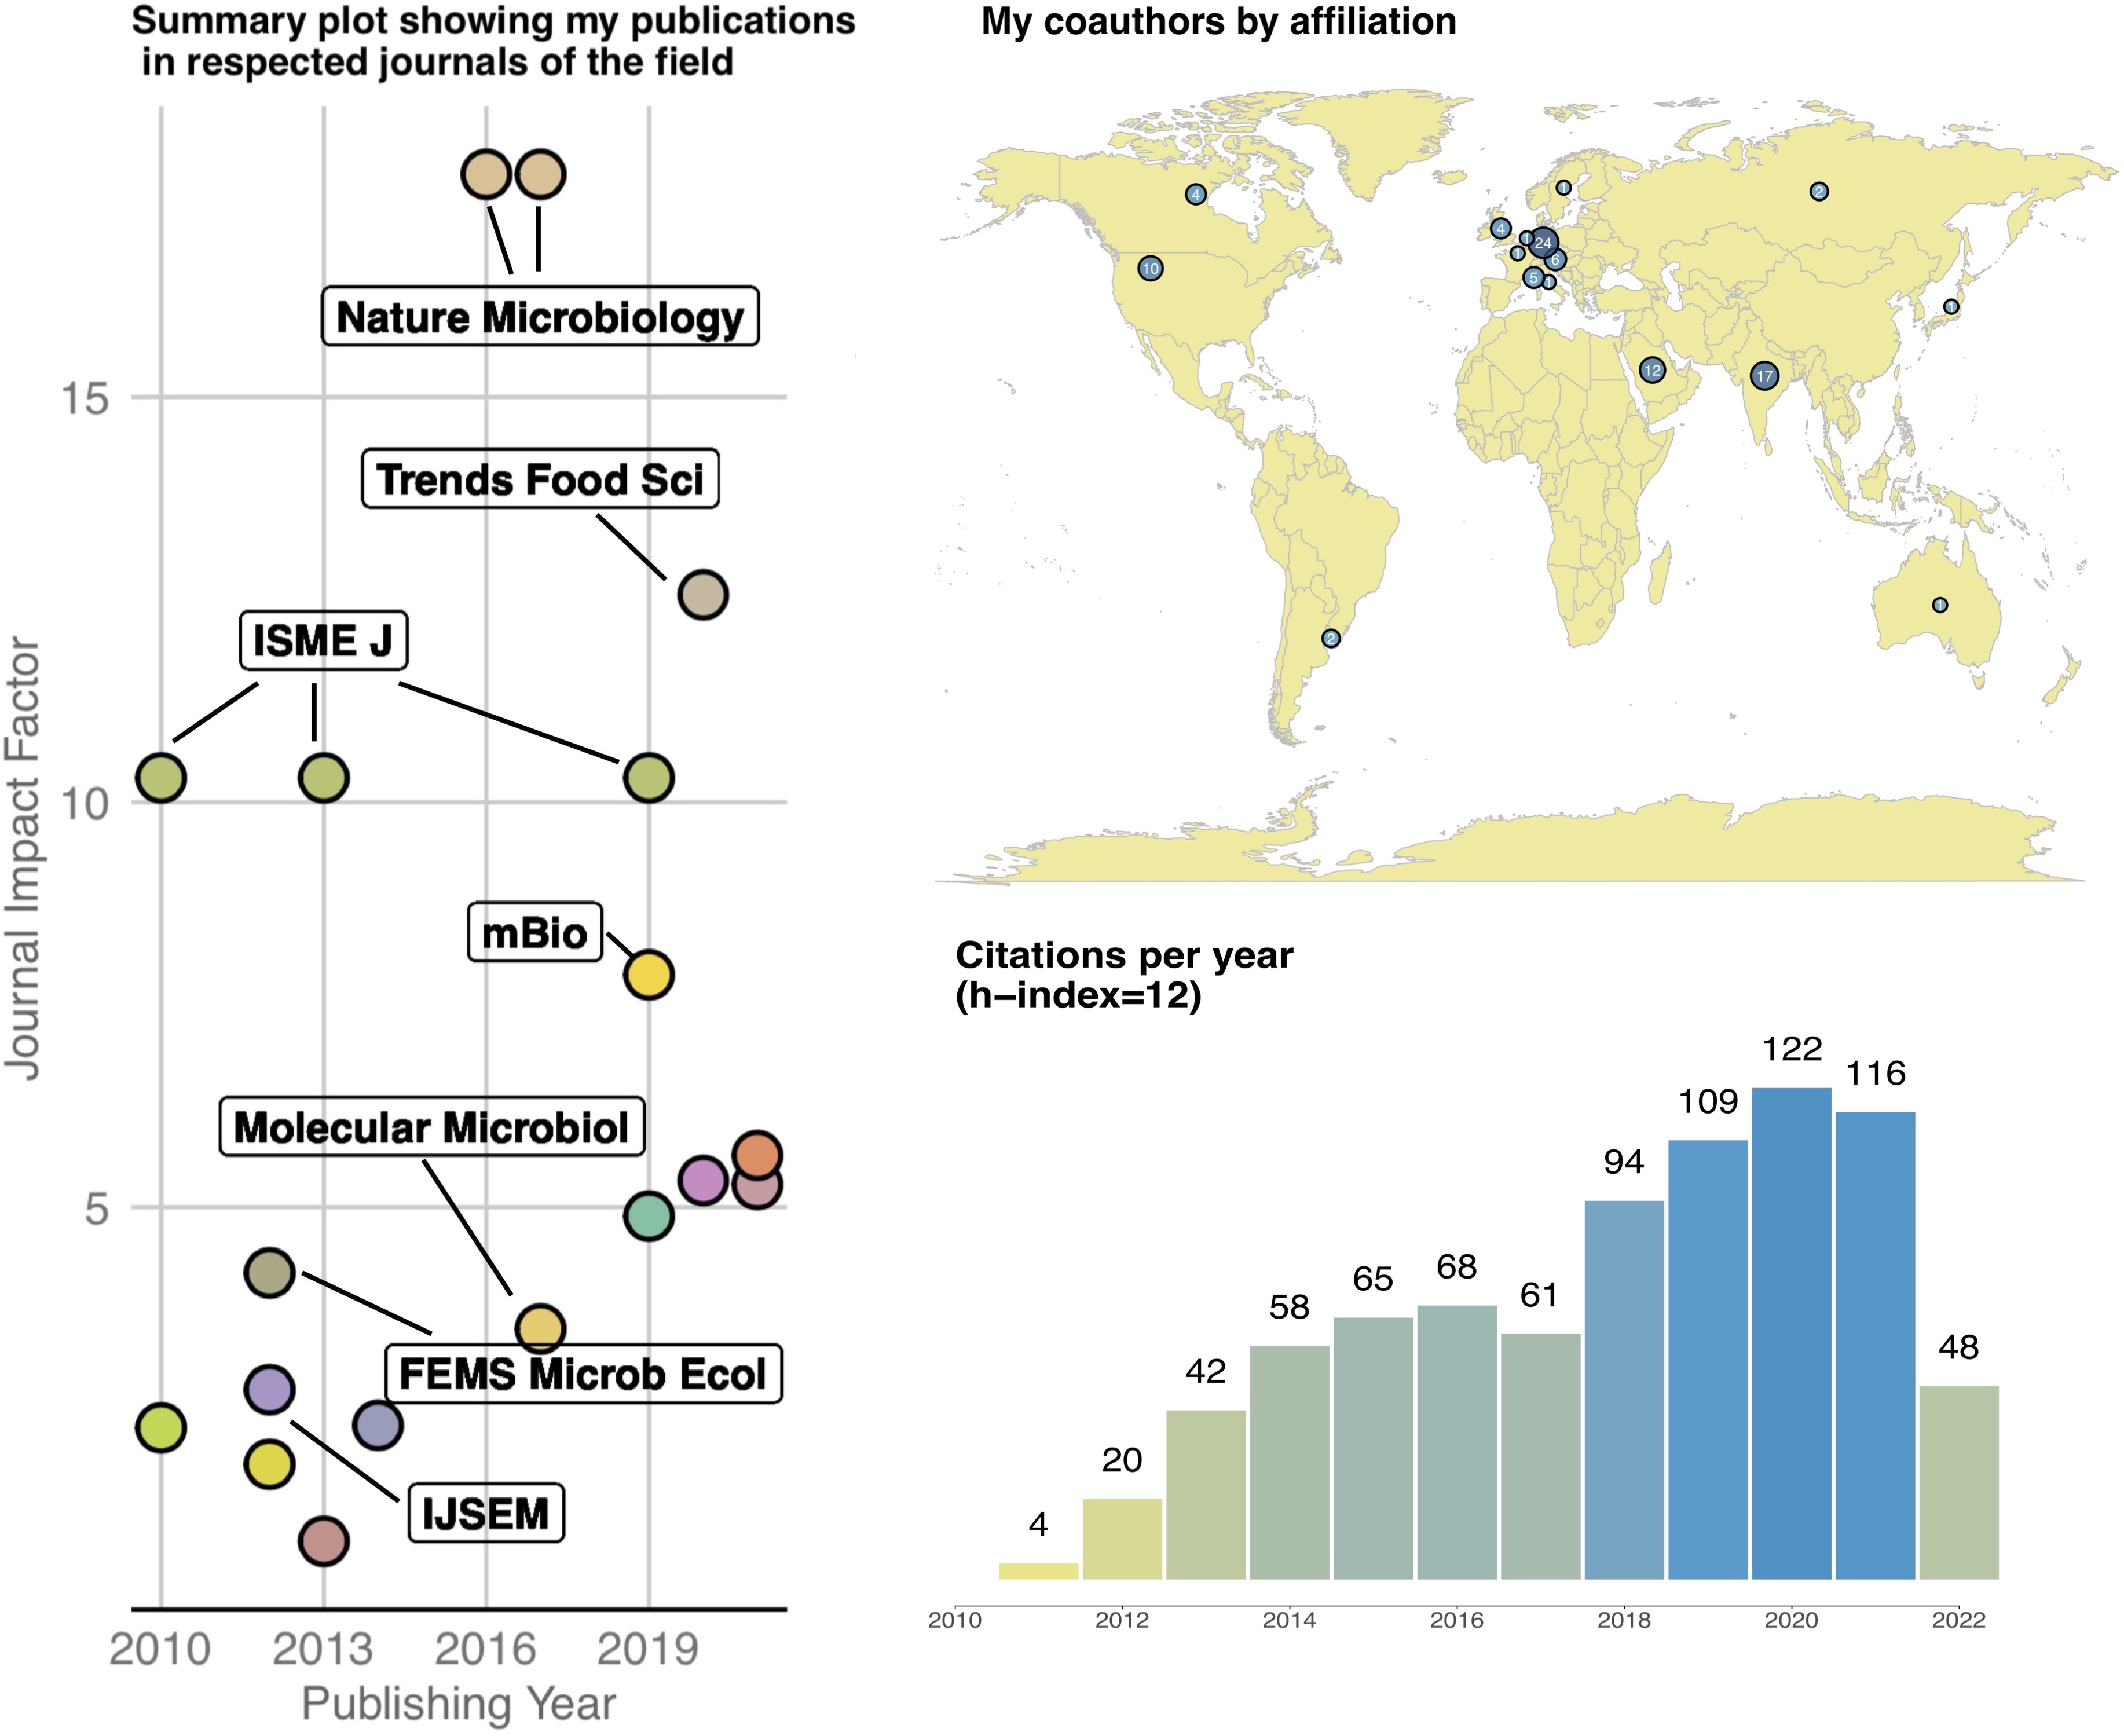 Summary plot showing my publications
in respected journals of the field
Nature Microbiology
15
Trends Food Sci
ISME J
10
mBio
Molecular Microbiol
5
FEMS Microb Ecol
IJSEM
Journal Impact Factor
2010 2013 2016 2019
Publishing Year
My coauthors by affiliation
1
2
4
4
1
24
1
6
10
5
1
1
12
17
1
2
Citations per year
(h–index=12)
4
20
42
58
65
68
61
94
109
122
116
48
2010 2012 2014 2016 2018 2020 2022